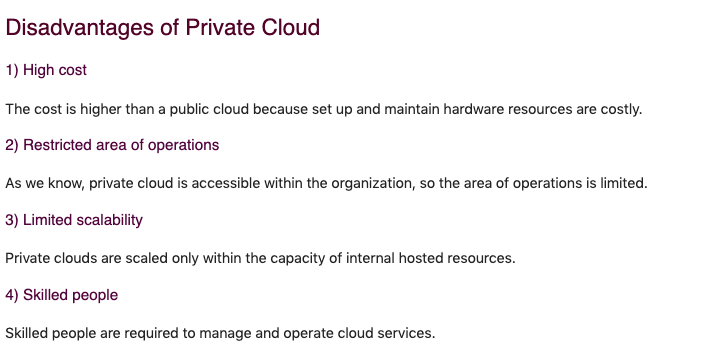 Disadvantages of Private Cloud
1) High cost
The cost is higher than a public cloud because set up and maintain hardware resources are costly.
2) Restricted area of operations
As we know, private cloud is accessible within the organization, so the area of operations is limited.
3) Limited scalability
Private clouds are scaled only within the capacity of internal hosted resources.
4) Skilled people
Skilled people are required to manage and operate cloud services.